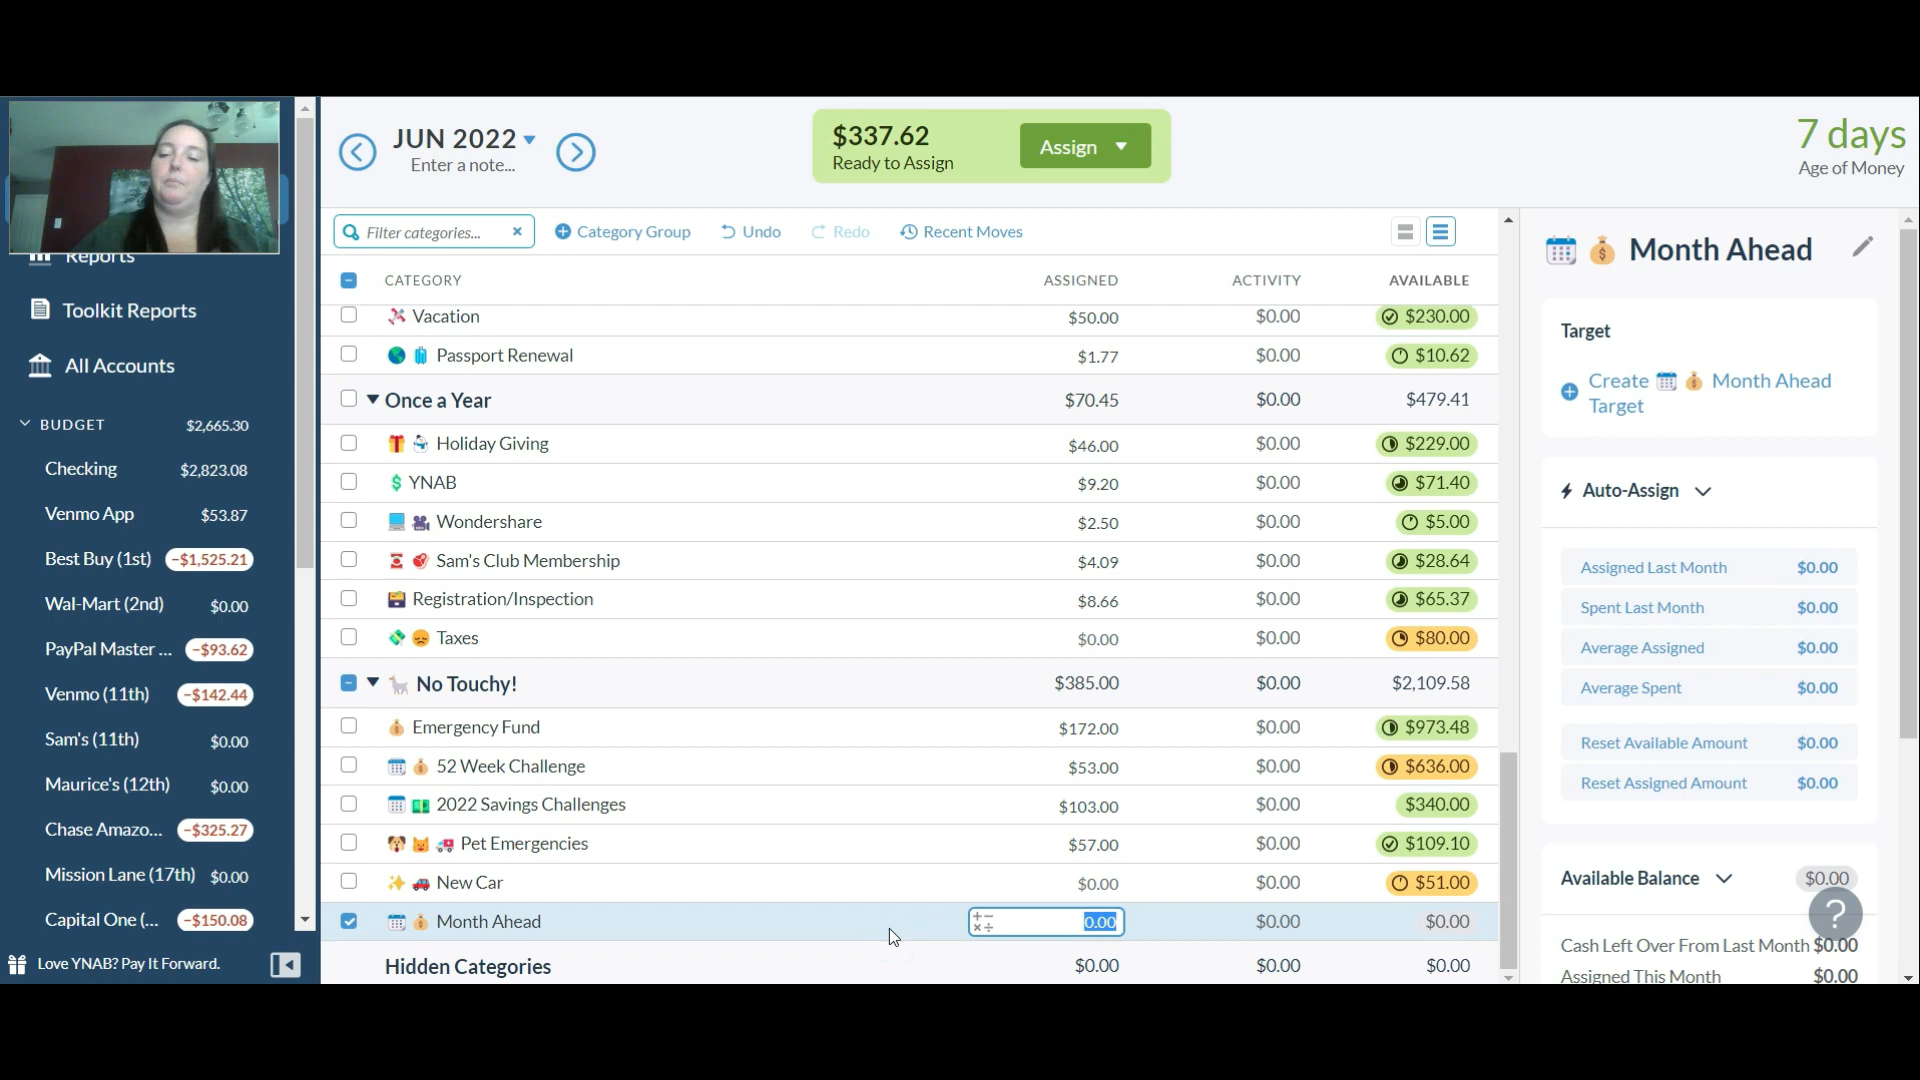 JUN 2022
Enter a note...
$337.62
Ready to Assign
Assign
7 days
Age of Money
Reports
Toolkit Reports
All Accounts
BUDGET $2,665.30
Checking $2,823.08
Venmo App $53.87
Best Buy (1st) −$1,525.21
Wal-Mart (2nd) $0.00
PayPal Master ... −$93.62
Venmo (11th) −$142.44
Sam's (11th) $0.00
Maurice's (12th) $0.00
Chase Amazo... −$325.27
Mission Lane (17th) $0.00
Capital One (... −$150.08
Love YNAB? Pay It Forward.
Filter categories... Category Group Undo Redo Recent Moves
CATEGORY ASSIGNED ACTIVITY AVAILABLE
Vacation $50.00 $0.00 $230.00
Passport Renewal $1.77 $0.00 $10.62
Once a Year $70.45 $0.00 $479.41
Holiday Giving $46.00 $0.00 $229.00
YNAB $9.20 $0.00 $71.40
Wondershare $2.50 $0.00 $5.00
Sam's Club Membership $4.09 $0.00 $28.64
Registration/Inspection $8.66 $0.00 $65.37
Taxes $0.00 $0.00 $80.00
No Touchy! $385.00 $0.00 $2,109.58
Emergency Fund $172.00 $0.00 $973.48
52 Week Challenge $53.00 $0.00 $636.00
2022 Savings Challenges $103.00 $0.00 $340.00
Pet Emergencies $57.00 $0.00 $109.10
New Car $0.00 $0.00 $51.00
Month Ahead 0.00 $0.00 $0.00
Hidden Categories $0.00 $0.00 $0.00
Month Ahead
Target
Create Month Ahead
Target
Auto-Assign
Assigned Last Month $0.00
Spent Last Month $0.00
Average Assigned $0.00
Average Spent $0.00
Reset Available Amount $0.00
Reset Assigned Amount $0.00
Available Balance $0.00
?
Cash Left Over From Last Month $0.00
Assigned This Month $0.00